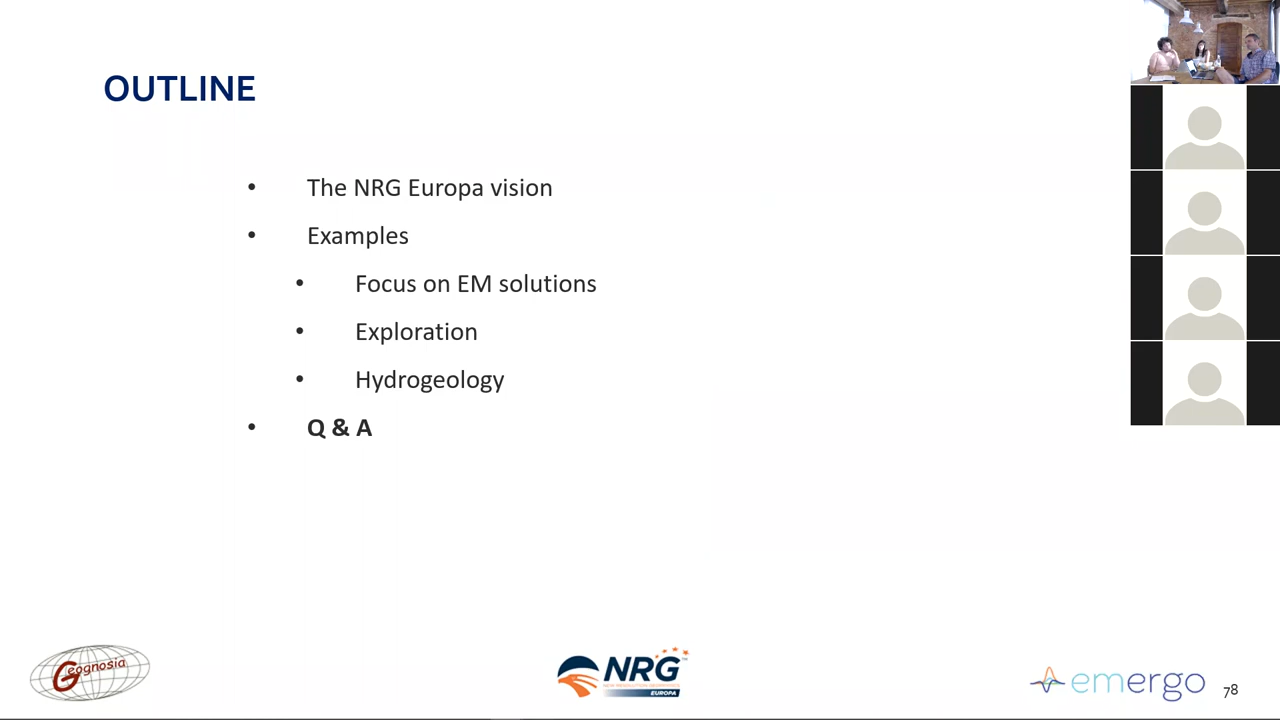 OUTLINE
• The NRG Europa vision
• Examples
• Focus on EM solutions
• Exploration
• Hydrogeology
• Q & A
Geognosia
NRG
EUROPA
emergo
78